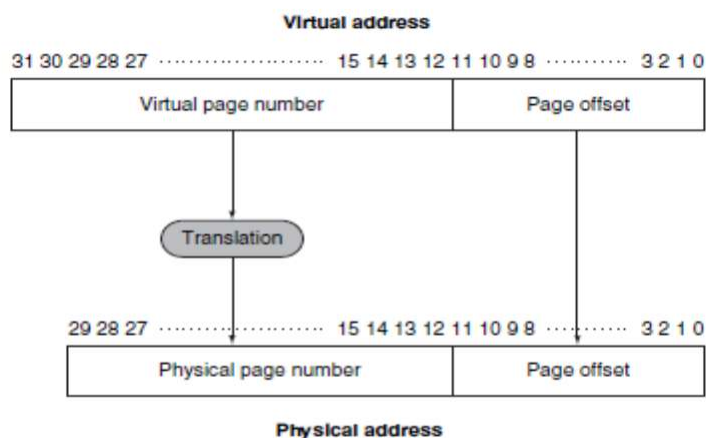 Virtual address
31 30 29 28 27 ························ 15 14 13 12 11 10 9 8 ··········· 3 2 1 0
Virtual page number Page offset
Translation
29 28 27 ························ 15 14 13 12 11 10 9 8 ··········· 3 2 1 0
Physical page number Page offset
Physical address